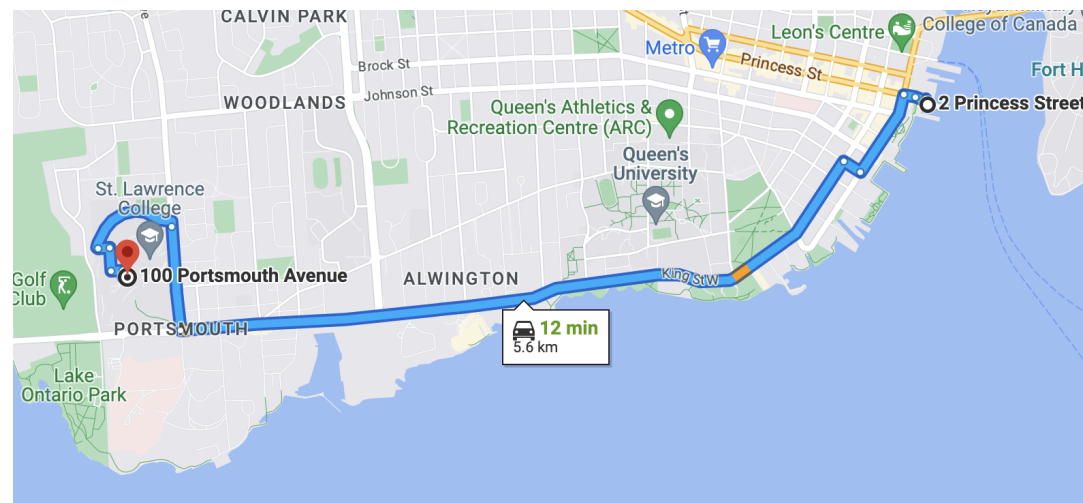 CALVIN PARK
Leon's Centre
College of Canada
Metro
Princess St
Brock St
Fort H
WOODLANDS
Johnson St
Queen's Athletics &
Recreation Centre (ARC)
2 Princess Street
Queen's
University
St. Lawrence
College
100 Portsmouth Avenue
ALWINGTON
King St W
Golf
Club
PORTSMOUTH
12 min
5.6 km
Lake
Ontario Park